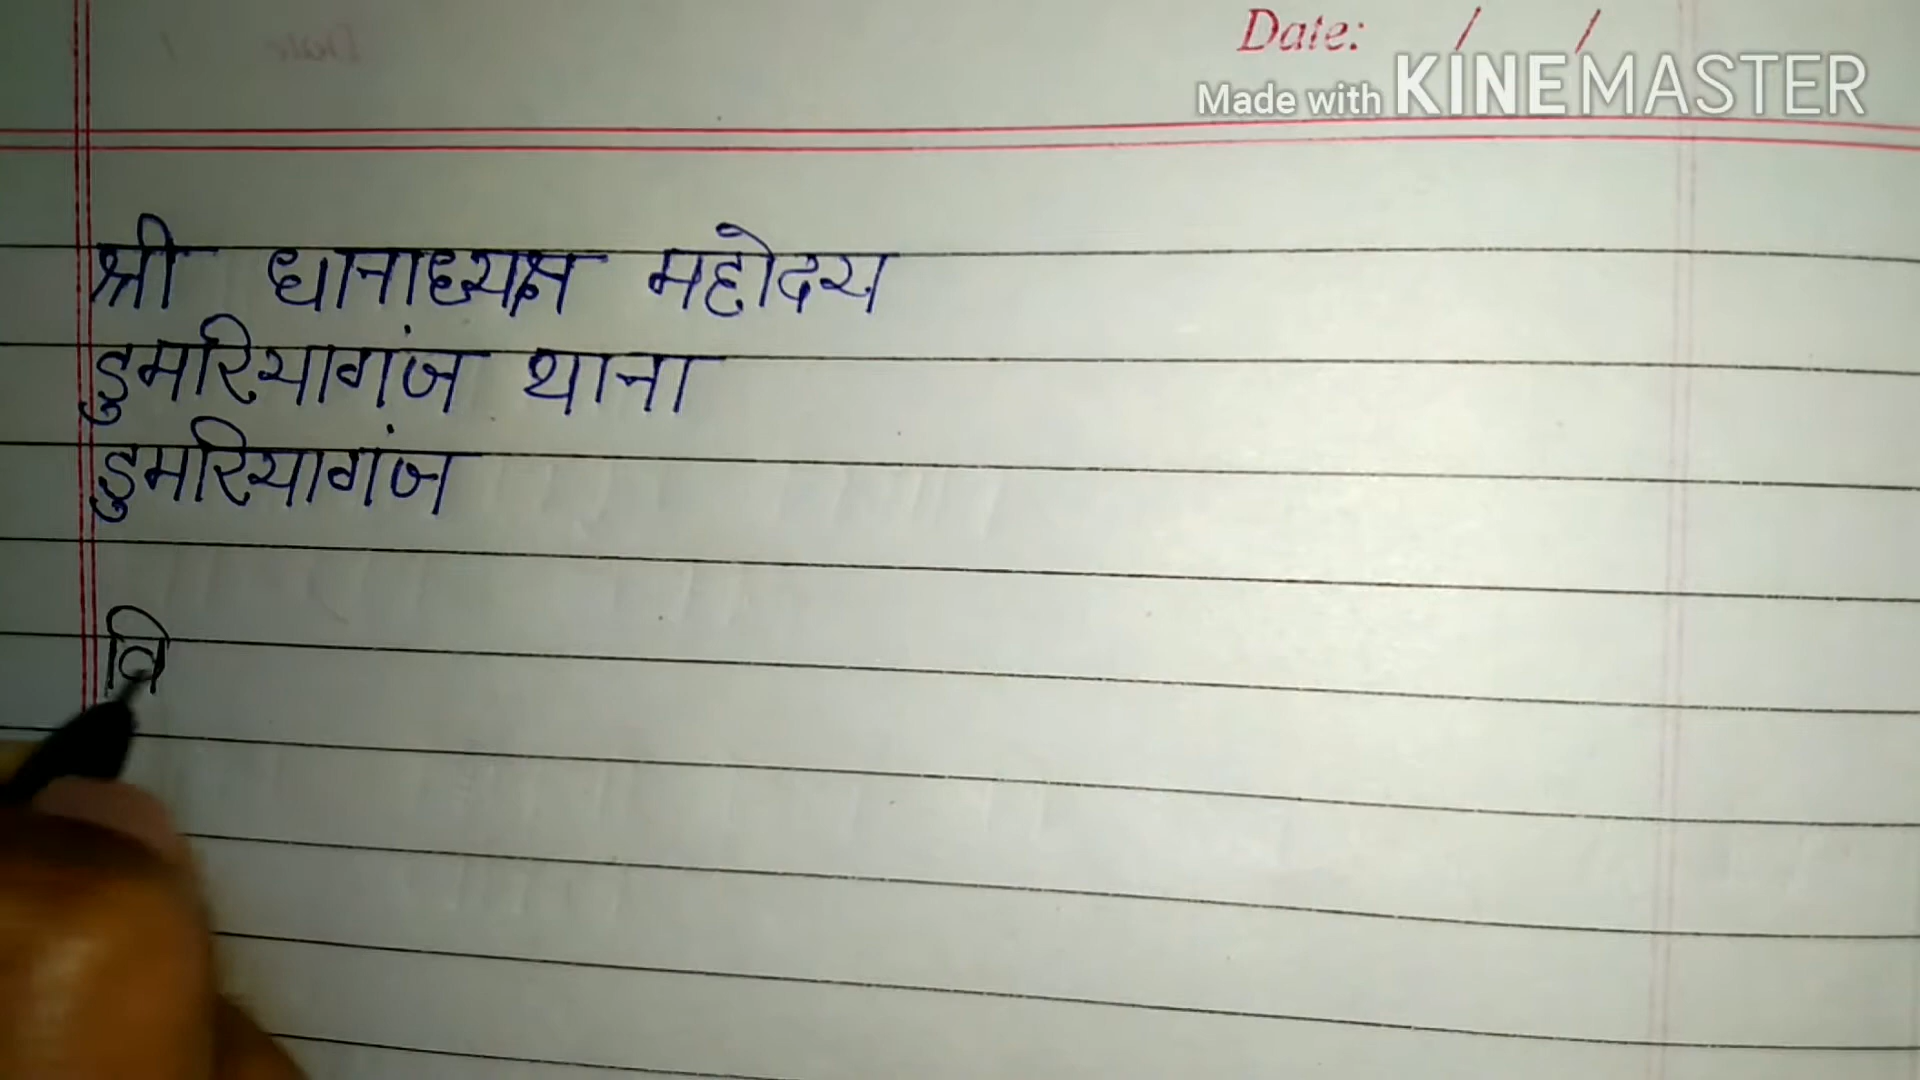 Date: / /
Made with KINEMASTER
श्री धानाध्यक्ष महोदय
डुमरियागंज थाना
डुमरियागंज
वि